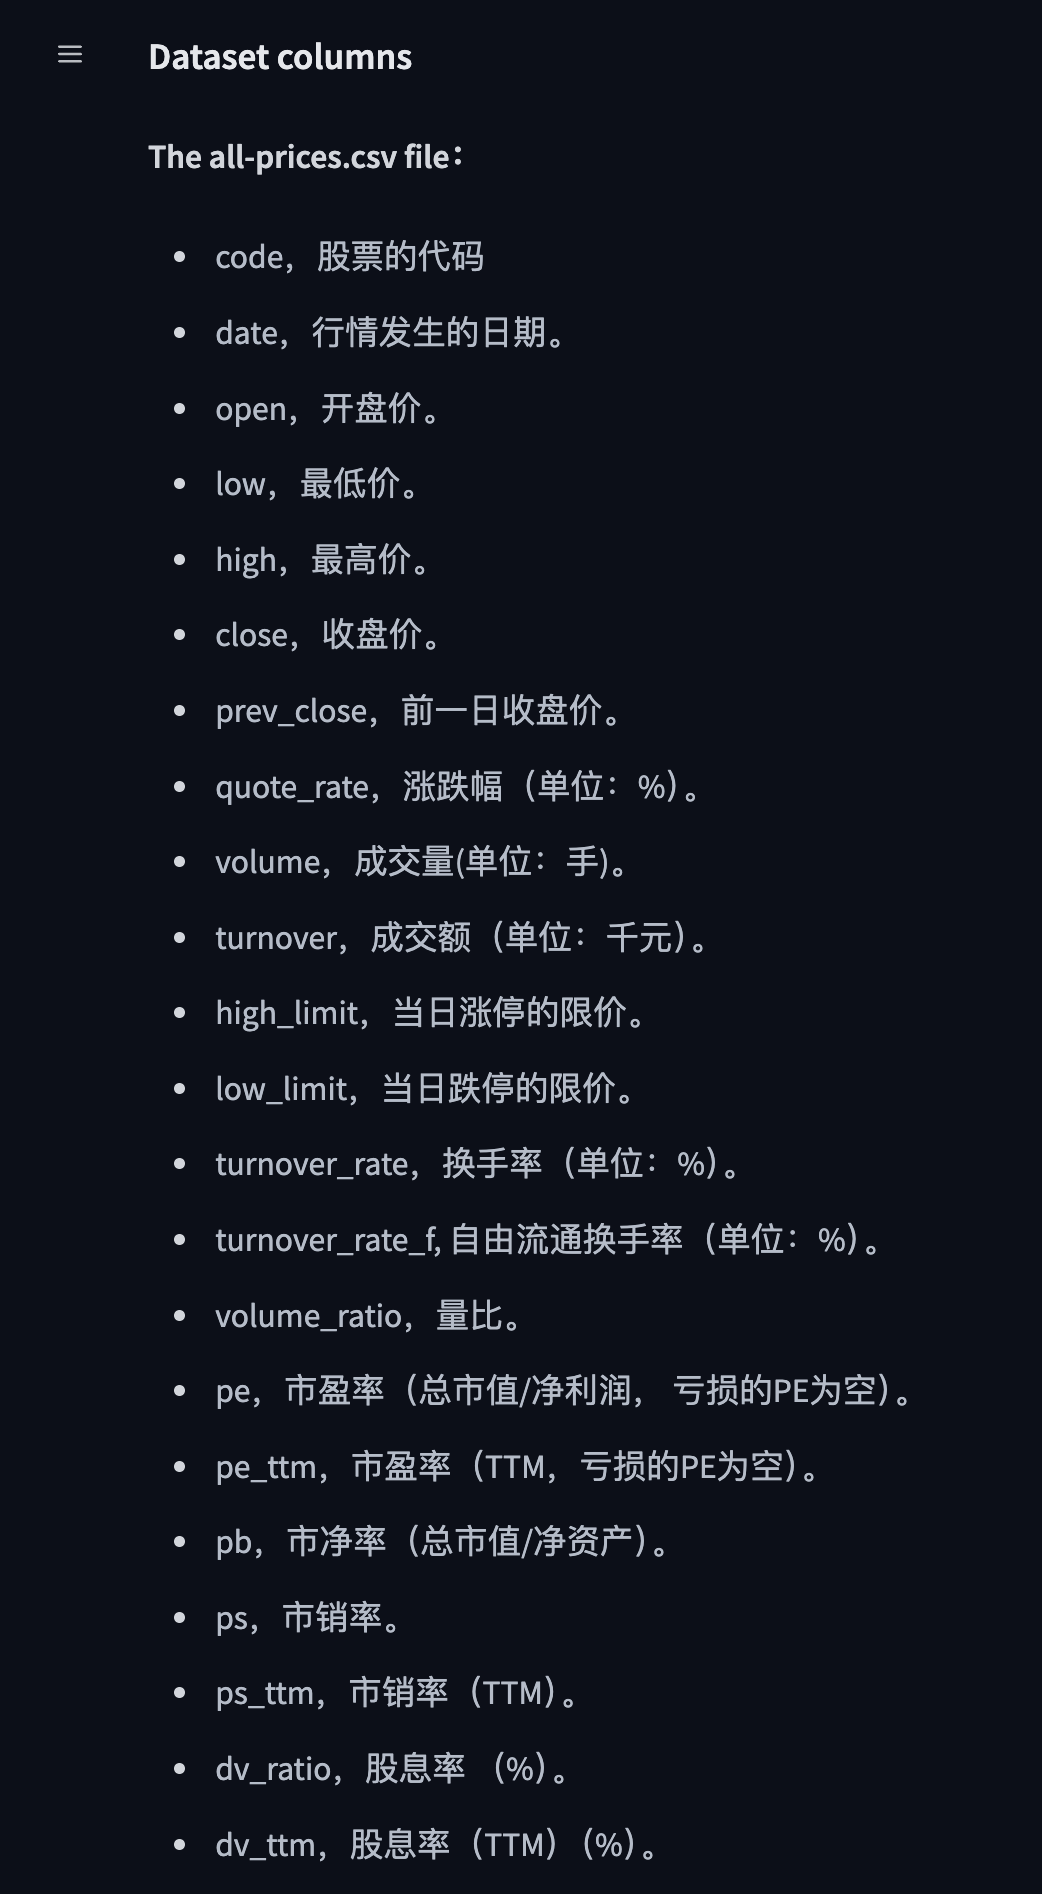 Dataset columns
The all-prices.csv file：
• code，股票的代码
• date，行情发生的日期。
• open，开盘价。
• low，最低价。
• high，最高价。
• close，收盘价。
• prev_close，前一日收盘价。
• quote_rate，涨跌幅（单位：%）。
• volume，成交量(单位：手)。
• turnover，成交额（单位：千元）。
• high_limit，当日涨停的限价。
• low_limit，当日跌停的限价。
• turnover_rate，换手率（单位：%）。
• turnover_rate_f, 自由流通换手率（单位：%）。
• volume_ratio，量比。
• pe，市盈率（总市值/净利润， 亏损的PE为空）。
• pe_ttm，市盈率（TTM，亏损的PE为空）。
• pb，市净率（总市值/净资产）。
• ps，市销率。
• ps_ttm，市销率（TTM）。
• dv_ratio，股息率 （%）。
• dv_ttm，股息率（TTM）（%）。